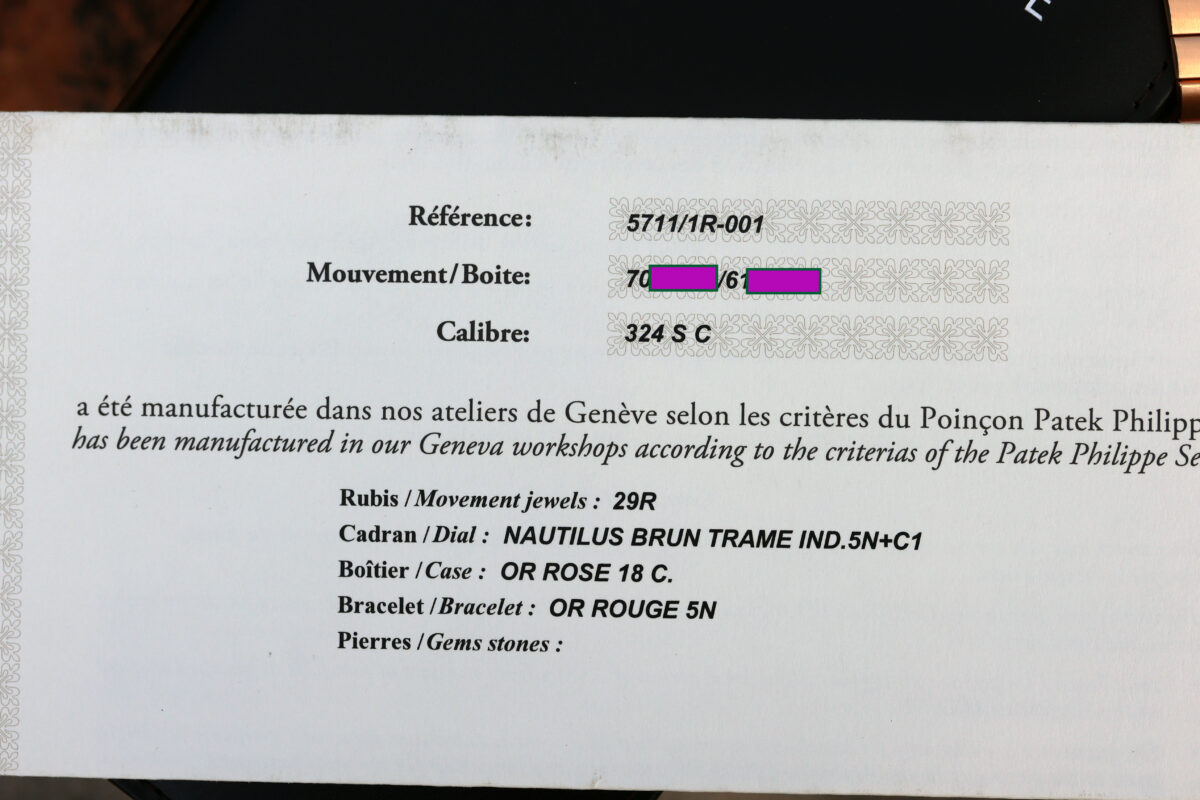 Référence: 5711/1R-001
Mouvement/Boite: 70 /61
Calibre: 324 S C
a été manufacturée dans nos ateliers de Genève selon les critères du Poinçon Patek Philipp
has been manufactured in our Geneva workshops according to the criterias of the Patek Philippe Se
Rubis / Movement jewels : 29R
Cadran / Dial : NAUTILUS BRUN TRAME IND.5N+C1
Boîtier / Case : OR ROSE 18 C.
Bracelet / Bracelet : OR ROUGE 5N
Pierres / Gems stones :